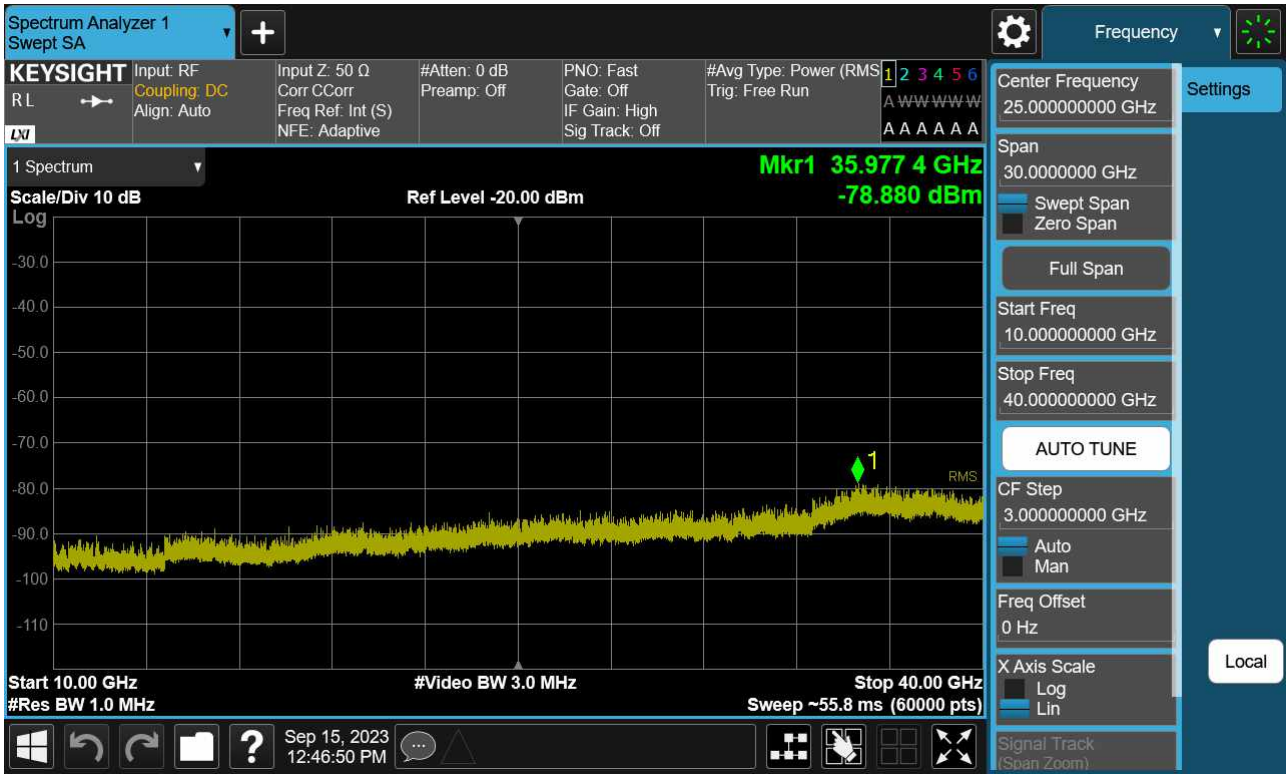 Spectrum Analyzer 1
Swept SA
Frequency
KEYSIGHT
RL
LXI
Input: RF
Coupling: DC
Align: Auto
Input Z: 50 Ω
Corr CCorr
Freq Ref: Int (S)
NFE: Adaptive
#Atten: 0 dB
Preamp: Off
PNO: Fast
Gate: Off
IF Gain: High
Sig Track: Off
#Avg Type: Power (RMS
Trig: Free Run
1 2 3 4 5 6
A W W W W W
A A A A A A
1 Spectrum
Scale/Div 10 dB
Log
Ref Level -20.00 dBm
Mkr1 35.977 4 GHz
-78.880 dBm
-30.0
-40.0
-50.0
-60.0
-70.0
-80.0
-90.0
-100
-110
1
RMS
Start 10.00 GHz
#Res BW 1.0 MHz
#Video BW 3.0 MHz
Stop 40.00 GHz
Sweep ~55.8 ms (60000 pts)
Center Frequency
25.000000000 GHz
Span
30.0000000 GHz
Swept Span
Zero Span
Full Span
Start Freq
10.000000000 GHz
Stop Freq
40.000000000 GHz
AUTO TUNE
CF Step
3.000000000 GHz
Auto
Man
Freq Offset
0 Hz
X Axis Scale
Log
Lin
Signal Track
(Span Zoom)
Settings
Local
?
Sep 15, 2023
12:46:50 PM